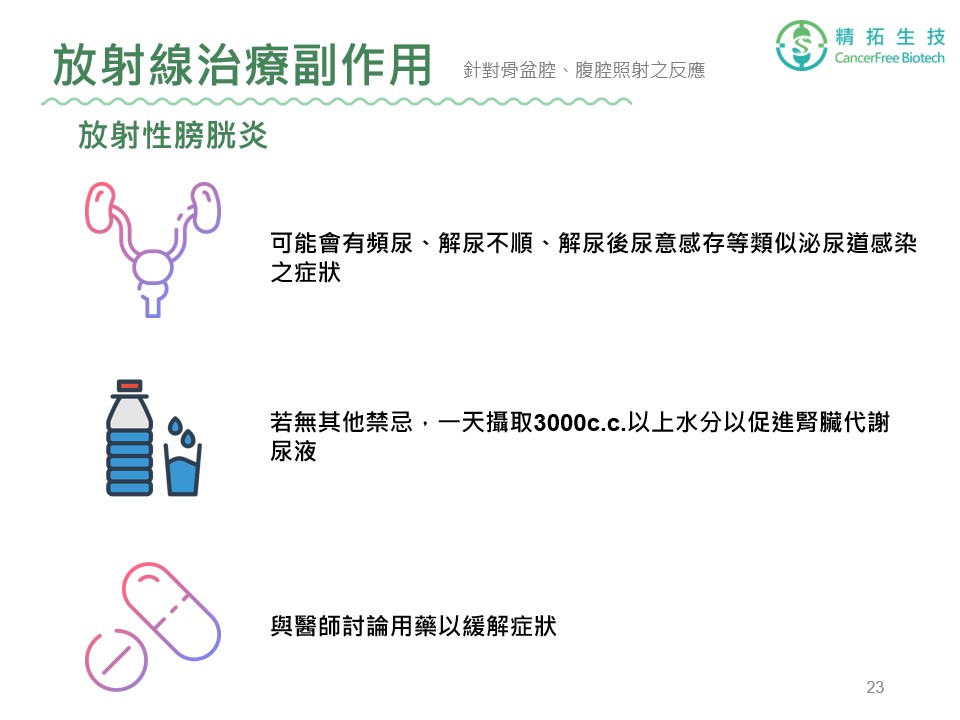 放射線治療副作用
針對骨盆腔、腹腔照射之反應
精拓生技
CancerFree Biotech
放射性膀胱炎
可能會有頻尿、解尿不順、解尿後尿意感存等類似泌尿道感染
之症狀
若無其他禁忌，一天攝取3000c.c.以上水分以促進腎臟代謝
尿液
與醫師討論用藥以緩解症狀
23